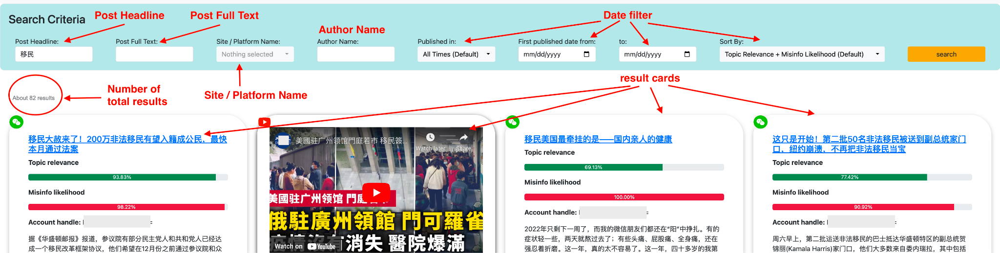 Search Criteria
Post Headline
Post Full Text
Author Name
Date filter
Post Headline:
Post Full Text:
Site / Platform Name:
Author Name:
Published in:
First published date from:
to:
Sort By:
移民
Nothing selected
All Times (Default)
mm/dd/yyyy
mm/dd/yyyy
Topic Relevance + Misinfo Likelihood (Default)
search
About 82 results
Number of
total results
Site / Platform Name
result cards
移民大赦来了！200万非法移民有望入籍成公民，最快
本月通过法案
Topic relevance
93.83%
Misinfo likelihood
98.22%
Account handle:
据《华盛顿邮报》报道，参议院有部分民主党人和共和党人已经达
成一个移民改革框架协议，他们希望在12月份之前通过参议院和众
美國驻广州领馆門庭若市 移民簽...
Watch later
Share
美國驻广州领馆 門庭若市
俄駐廣州領館 門可羅雀
疫情沒有消失 醫院爆滿
Watch on YouTube
移民美国最牵挂的是——国内亲人的健康
Topic relevance
69.13%
Misinfo likelihood
100.00%
Account handle:
2022年只剩下一周了，而我的微信朋友们都还在“阳”中挣扎。有的
症状轻一些，两天就熬过去了；有些头痛、屁股痛、全身痛，还在
强忍着折磨。这一年，真的太不容易了。这一年，四十多岁的我第
这只是开始！第二批50名非法移民被送到副总统家门
口，纽约崩溃，不再把非法移民当宝
Topic relevance
77.42%
Misinfo likelihood
90.92%
Account handle:
周六早上，第二批运送非法移民的巴士抵达华盛顿特区的副总统贺
锦丽(Kamala Harris)家门口，他们大多数来自委内瑞拉，其中包括